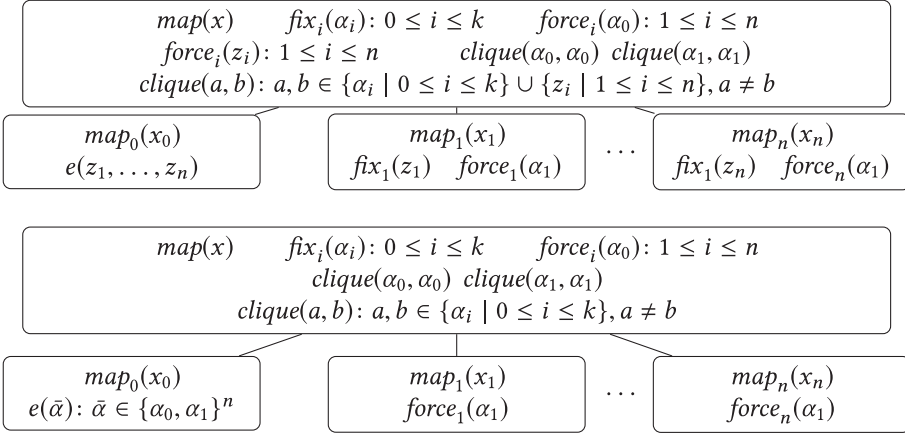 map(x) fix_i(α_i): 0 ≤ i ≤ k force_i(α_0): 1 ≤ i ≤ n
force_i(z_i): 1 ≤ i ≤ n clique(α_0, α_0) clique(α_1, α_1)
clique(a, b): a, b ∈ {α_i | 0 ≤ i ≤ k} ∪ {z_i | 1 ≤ i ≤ n}, a ≠ b
map_0(x_0)
e(z_1, . . . , z_n)
map_1(x_1)
fix_1(z_1) force_1(α_1)
· · ·
map_n(x_n)
fix_1(z_n) force_n(α_1)
map(x) fix_i(α_i): 0 ≤ i ≤ k force_i(α_0): 1 ≤ i ≤ n
clique(α_0, α_0) clique(α_1, α_1)
clique(a, b): a, b ∈ {α_i | 0 ≤ i ≤ k}, a ≠ b
map_0(x_0)
e(ᾱ): ᾱ ∈ {α_0, α_1}^n
map_1(x_1)
force_1(α_1)
· · ·
map_n(x_n)
force_n(α_1)